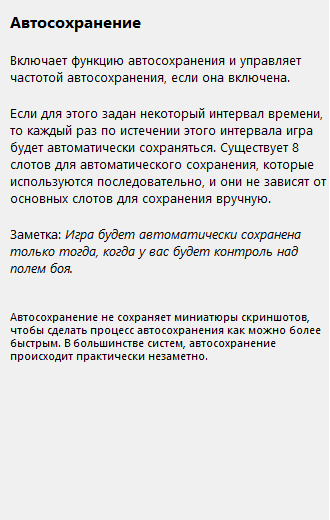 Автосохранение
Включает функцию автосохранения и управляет
частотой автосохранения, если она включена.
Если для этого задан некоторый интервал времени,
то каждый раз по истечении этого интервала игра
будет автоматически сохраняться. Существует 8
слотов для автоматического сохранения, которые
используются последовательно, и они не зависят от
основных слотов для сохранения вручную.
Заметка: Игра будет автоматически сохранена
только тогда, когда у вас будет контроль над
полем боя.
Автосохранение не сохраняет миниатюры скриншотов,
чтобы сделать процесс автосохранения как можно более
быстрым. В большинстве систем, автосохранение
происходит практически незаметно.